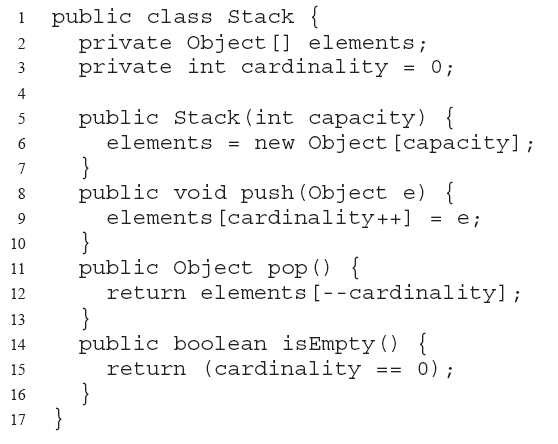 1 public class Stack {
2   private Object[] elements;
3   private int cardinality = 0;
4
5   public Stack(int capacity) {
6     elements = new Object[capacity];
7   }
8   public void push(Object e) {
9     elements[cardinality++] = e;
10   }
11   public Object pop() {
12     return elements[--cardinality];
13   }
14   public boolean isEmpty() {
15     return (cardinality == 0);
16   }
17 }